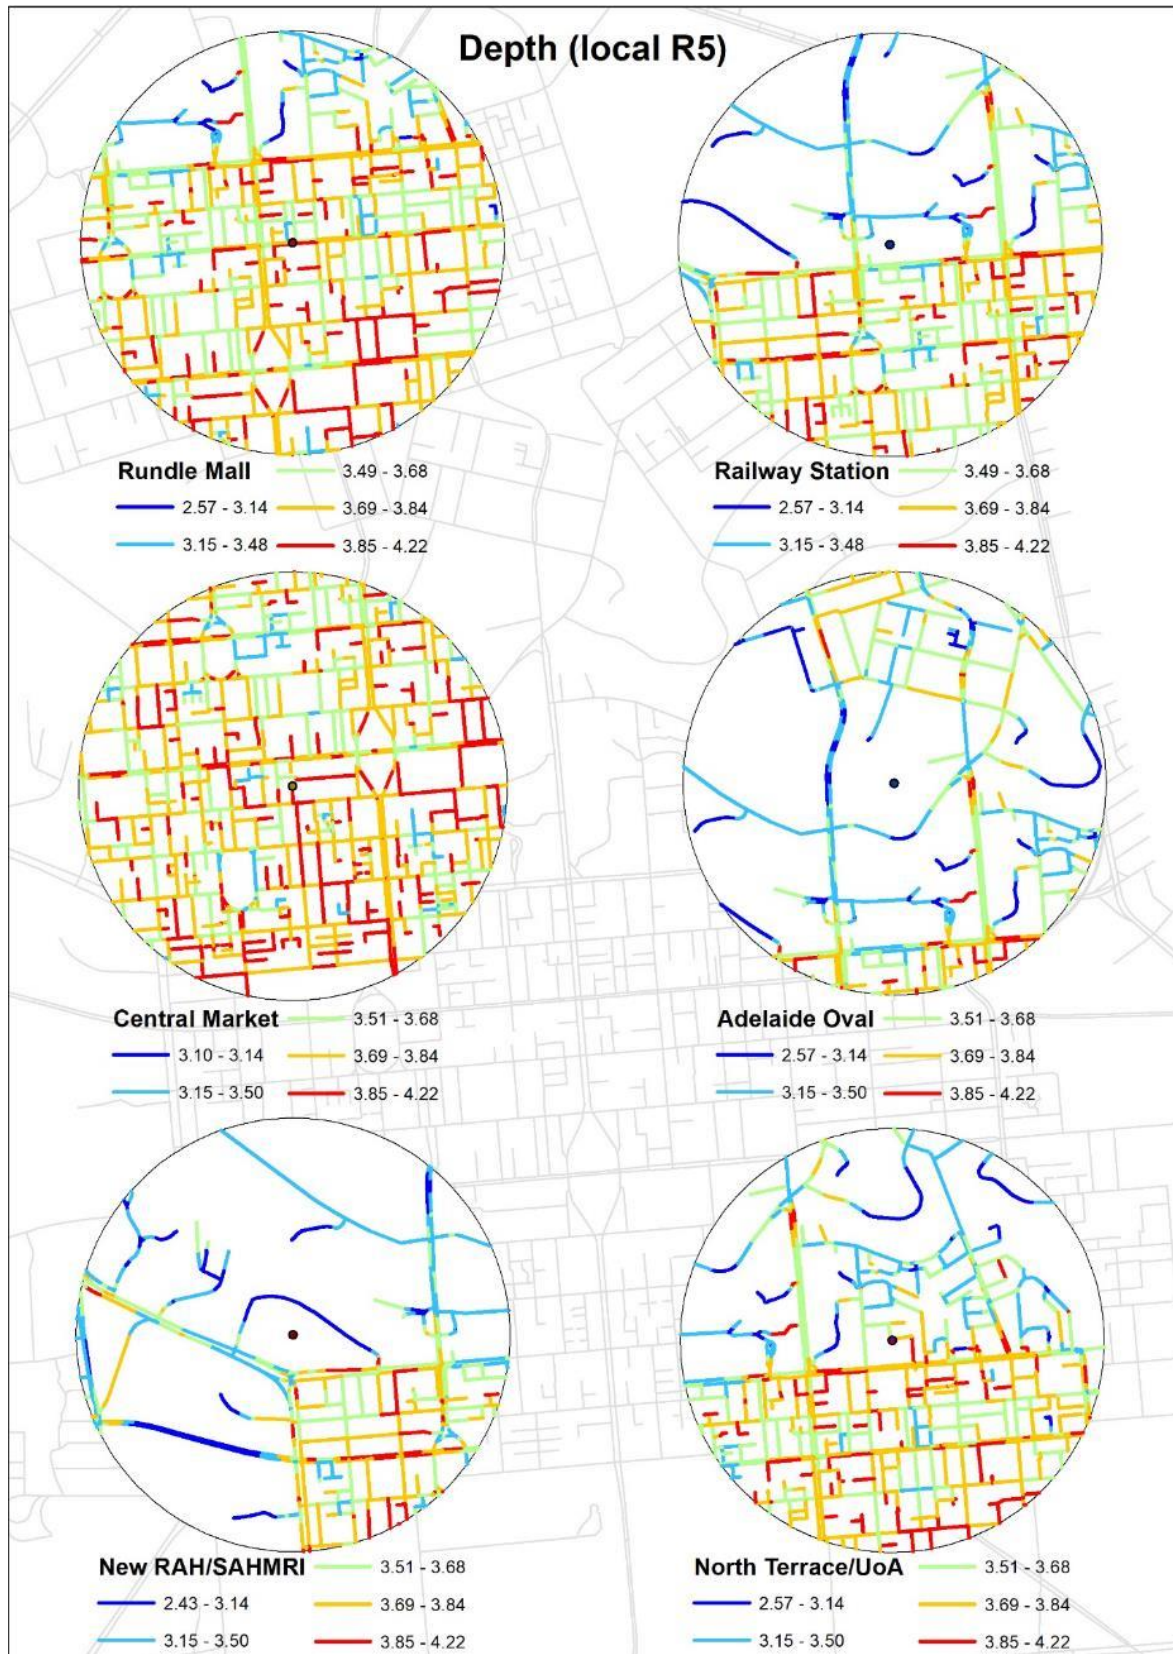 Depth (local R5)
Rundle Mall 3.49 - 3.68
2.57 - 3.14 3.69 - 3.84
3.15 - 3.48 3.85 - 4.22
Railway Station 3.49 - 3.68
2.57 - 3.14 3.69 - 3.84
3.15 - 3.48 3.85 - 4.22
Central Market 3.51 - 3.68
3.10 - 3.14 3.69 - 3.84
3.15 - 3.50 3.85 - 4.22
Adelaide Oval 3.51 - 3.68
2.57 - 3.14 3.69 - 3.84
3.15 - 3.50 3.85 - 4.22
New RAH/SAHMRI 3.51 - 3.68
2.43 - 3.14 3.69 - 3.84
3.15 - 3.50 3.85 - 4.22
North Terrace/UoA 3.51 - 3.68
2.57 - 3.14 3.69 - 3.84
3.15 - 3.50 3.85 - 4.22